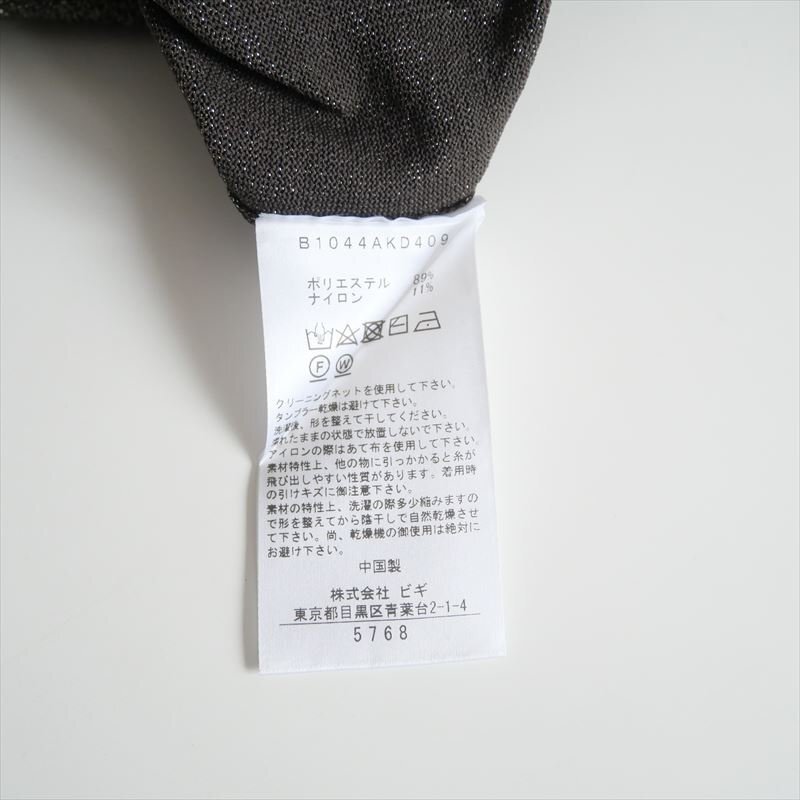 B1044AKD409
ポリエステル 89%
ナイロン 11%
F W
クリーニングネットを使用して下さい。
タンブラー乾燥は避けて下さい。
洗濯後、形を整えて干してください。
濡れたままの状態で放置しないで下さい。
アイロンの際はあて布を使用して下さい。
素材特性上、他の物に引っかかると糸が
飛び出しやすい性質があります。着用時
の引けキズに御注意下さい。
素材の特性上、洗濯の際多少縮みますの
で形を整えてから陰干しで自然乾燥させ
て下さい。尚、乾燥機の御使用は絶対に
お避け下さい。
中国製
株式会社 ビギ
東京都目黒区青葉台2-1-4
5768